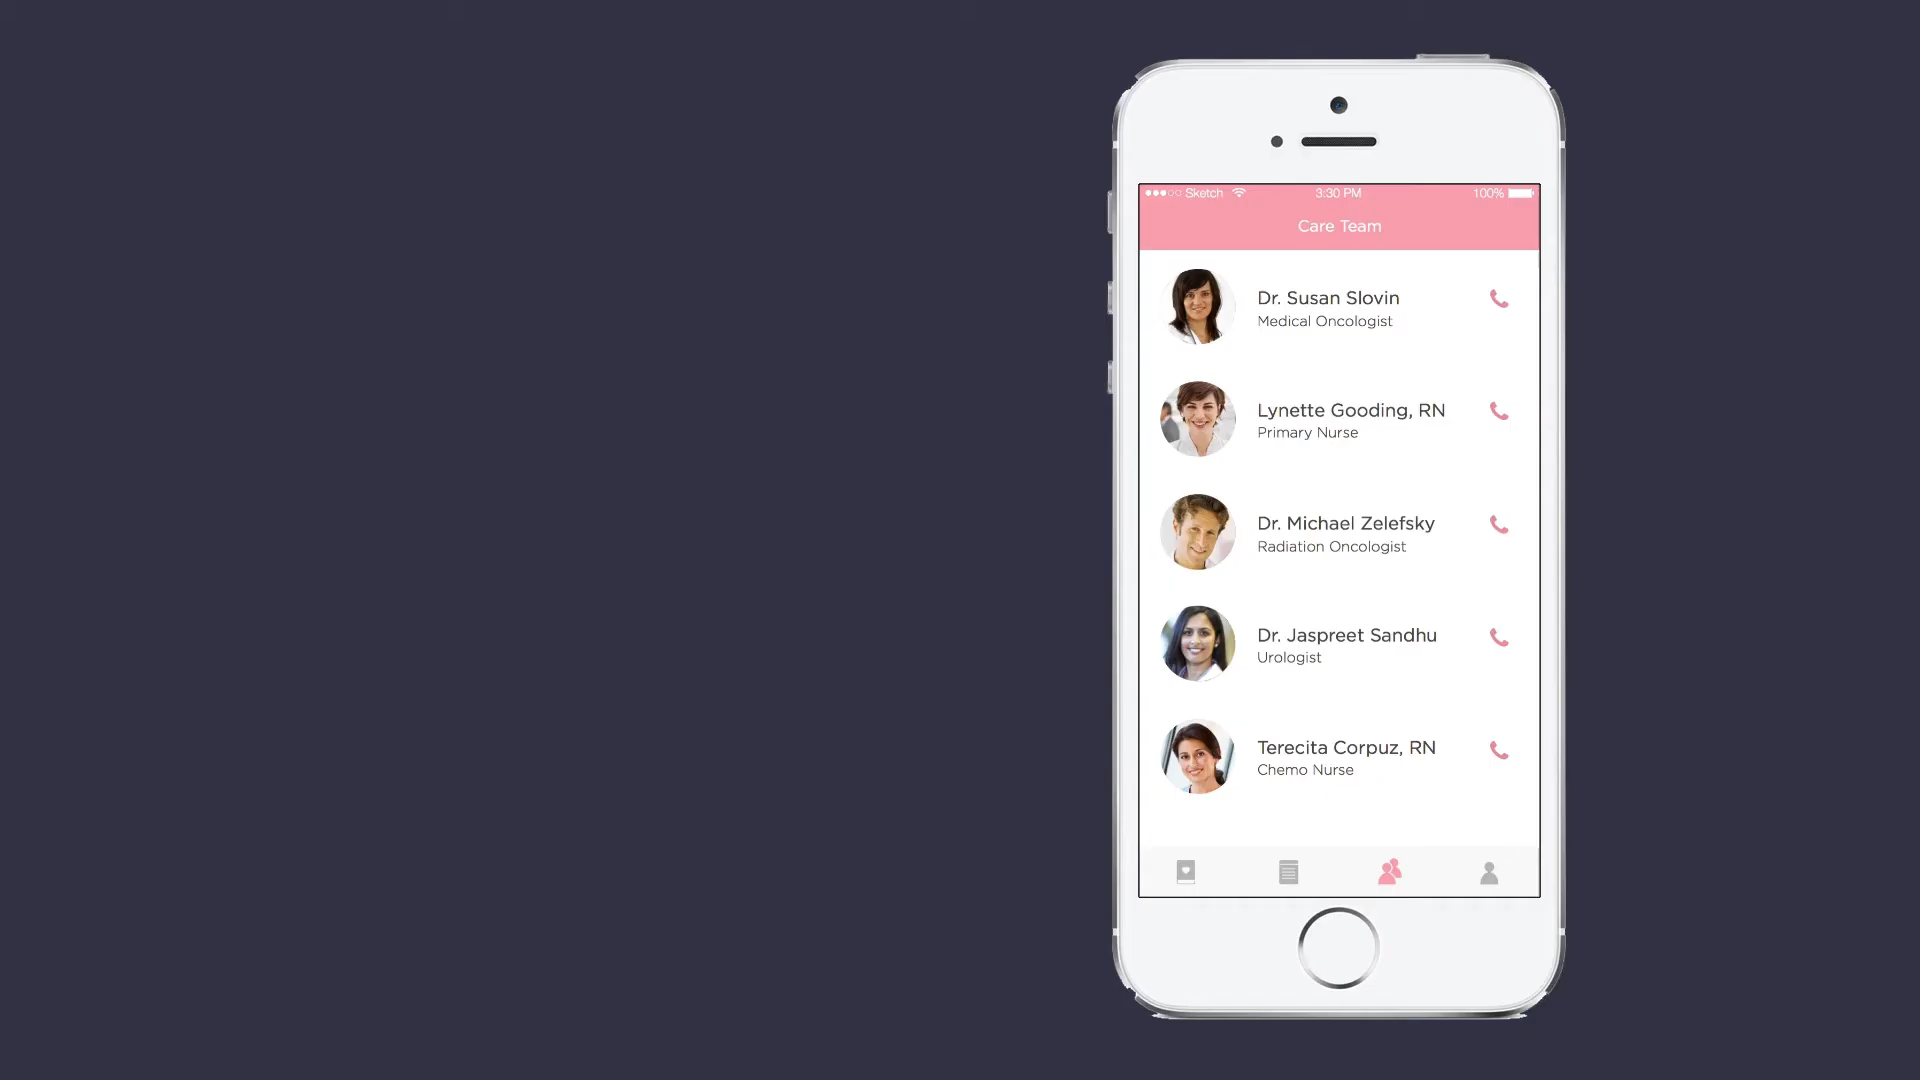 Sketch 3:30 PM 100%
Care Team
Dr. Susan Slovin
Medical Oncologist
Lynette Gooding, RN
Primary Nurse
Dr. Michael Zelefsky
Radiation Oncologist
Dr. Jaspreet Sandhu
Urologist
Terecita Corpuz, RN
Chemo Nurse